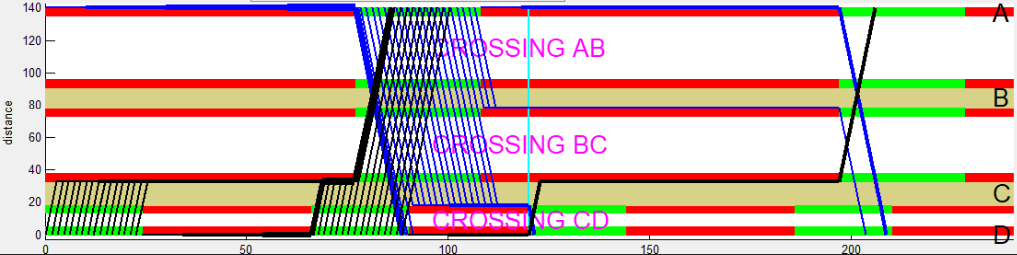 140
A
120
CROSSING AB
100
B
80
distance
60
CROSSING BC
40
C
20
CROSSING CD
0
D
0 50 100 150 200